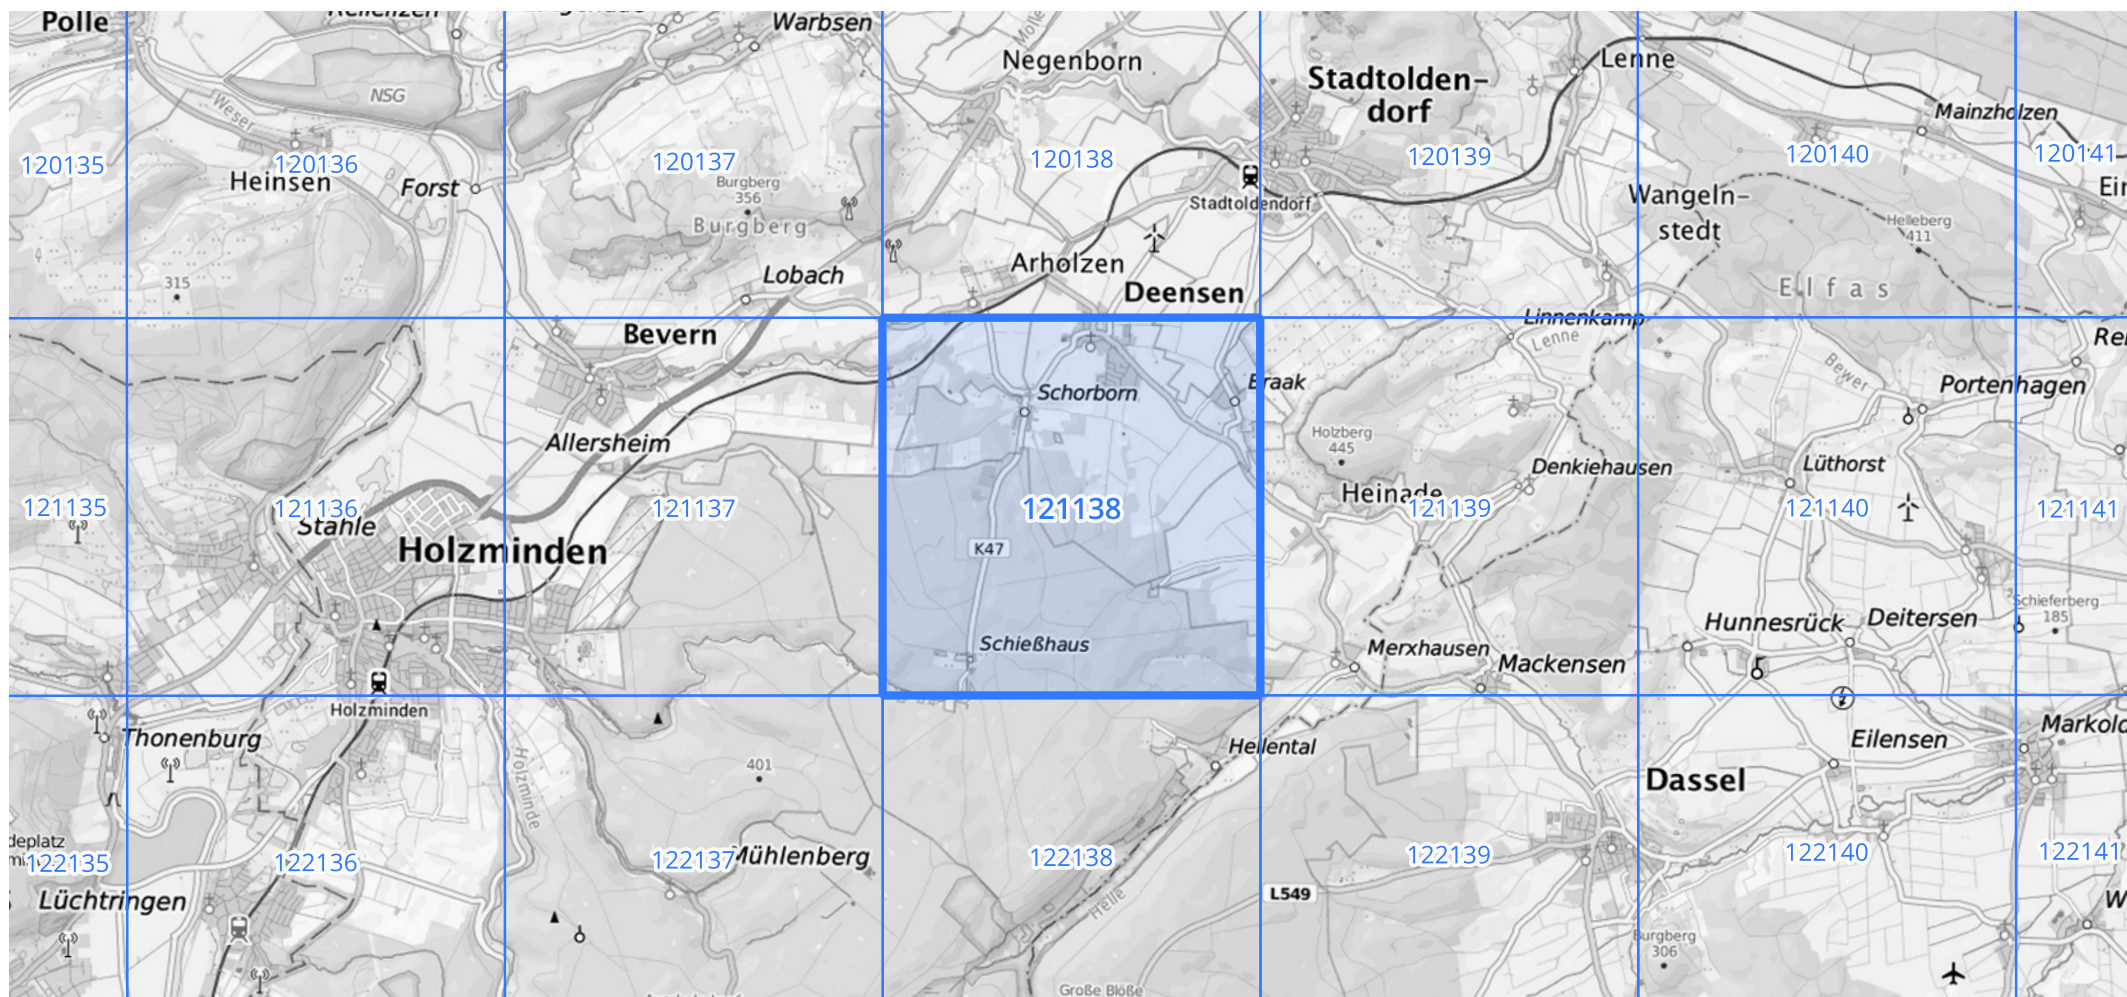 Polle
Warbsen
Negenborn
Stadtolden-
dorf
Lenne
Mainzholzen
Weser
NSG
120135
120136
120137
120138
120139
120140
120141
Heinsen
Forst
Burgberg
356
Burgberg
Stadtoldendorf
Wangeln-
stedt
Helleberg
411
315
Lobach
Arholzen
Deensen
Elfas
Bevern
Linnenkamp
Lenne
Bewer
Schorborn
Braak
Portenhagen
Allersheim
Holzberg
445
Denkiehausen
Lüthorst
Heinade
121135
121136
121137
121138
121139
121140
121141
Stahle
Holzminden
K47
Schieferberg
185
Hunnesrück
Deitersen
Schießhaus
Merxhausen
Mackensen
Holzminden
Thonenburg
Holzminde
401
Hellental
Eilensen
Dassel
122135
122136
122137
122138
122139
122140
122141
Mühlenberg
Lüchtringen
Helle
L549
Burgberg
306
Große Blöße